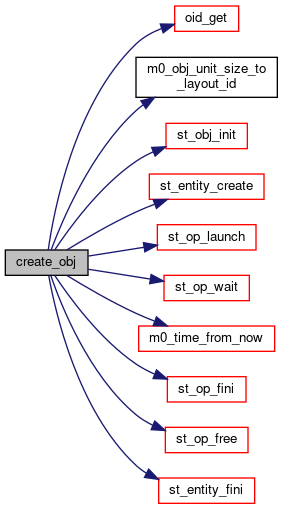 oid_get
m0_obj_unit_size_to
_layout_id
st_obj_init
st_entity_create
st_op_launch
create_obj
st_op_wait
m0_time_from_now
st_op_fini
st_op_free
st_entity_fini